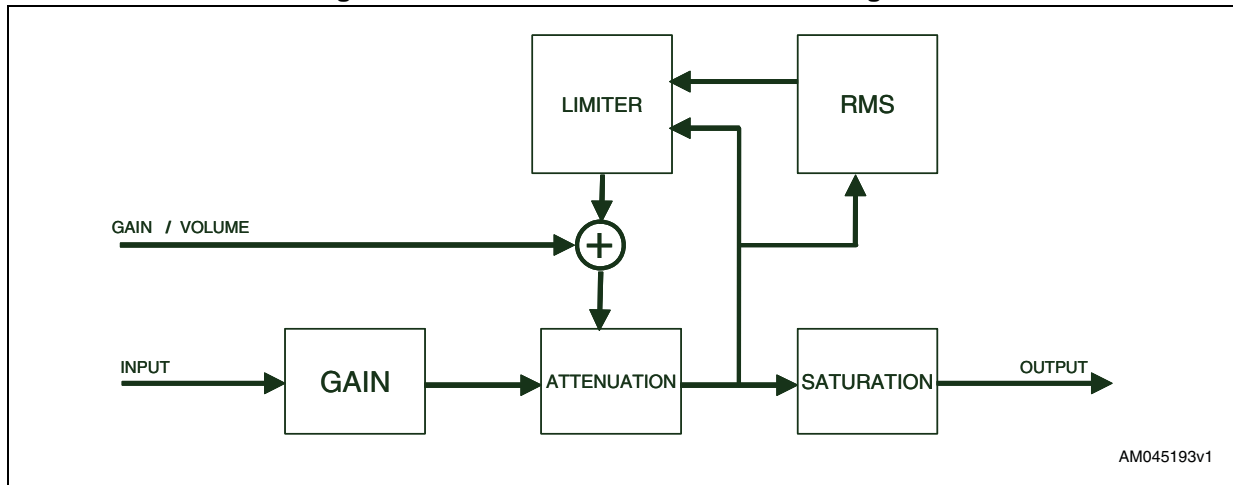 LIMITER
RMS
GAIN / VOLUME
+
INPUT
GAIN
ATTENUATION
SATURATION
OUTPUT
AM045193v1